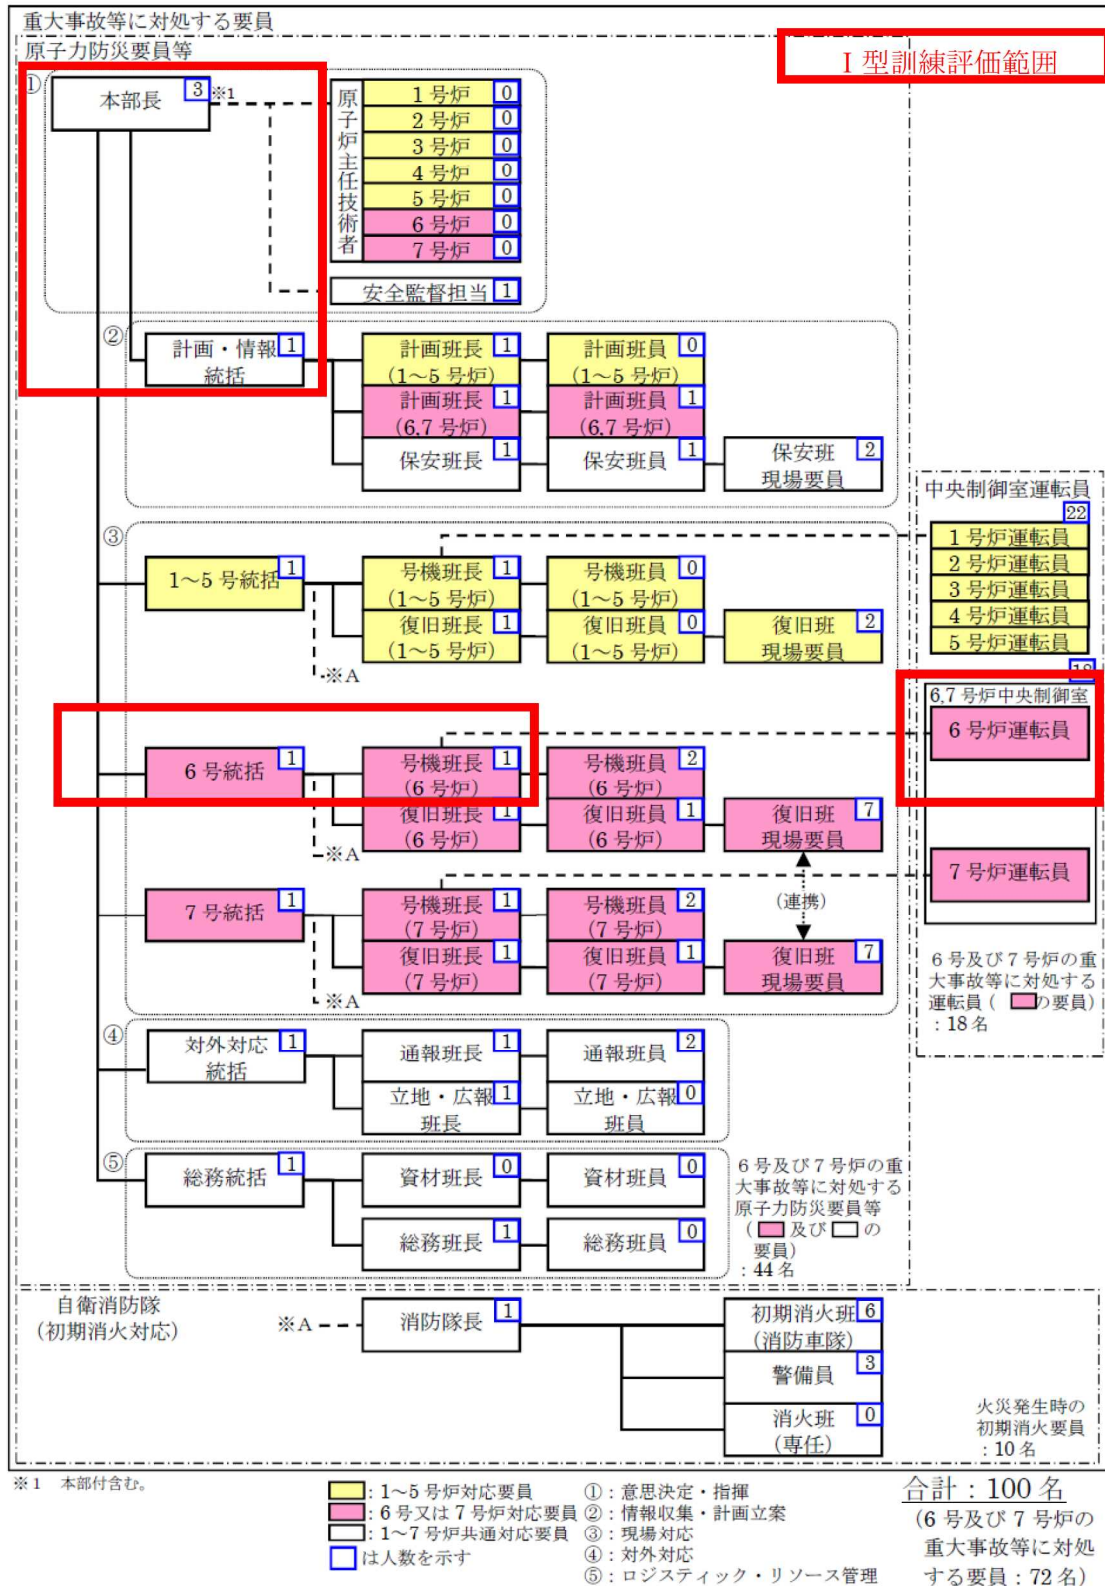 重大事故等に対処する要員
原子力防災要員等
Ⅰ型訓練評価範囲
①
本部長 3 ※1
原子炉主任技術者
1号炉 0
2号炉 0
3号炉 0
4号炉 0
5号炉 0
6号炉 0
7号炉 0
安全監督担当 1
②
計画・情報 1
統括
計画班長 1
(1～5号炉)
計画班員 0
(1～5号炉)
計画班長 1
(6,7号炉)
計画班員 1
(6,7号炉)
保安班長 1
保安班員 1
保安班 2
現場要員
中央制御室運転員
22
1号炉運転員
2号炉運転員
3号炉運転員
4号炉運転員
5号炉運転員
③
1～5号統括 1
号機班長 1
(1～5号炉)
号機班員 0
(1～5号炉)
復旧班長 1
(1～5号炉)
復旧班員 0
(1～5号炉)
復旧班 2
現場要員
※A
18
6,7号炉中央制御室
6号炉運転員
7号炉運転員
6号統括 1
号機班長 1
(6号炉)
号機班員 2
(6号炉)
復旧班長 1
(6号炉)
復旧班員 1
(6号炉)
復旧班 7
現場要員
※A
(連携)
7号統括 1
号機班長 1
(7号炉)
号機班員 2
(7号炉)
復旧班長 1
(7号炉)
復旧班員 1
(7号炉)
復旧班 7
現場要員
※A
6号及び7号炉の重
大事故等に対処する
運転員( の要員)
:18名
④
対外対応 1
統括
通報班長 1
通報班員 2
立地・広報 1
班長
立地・広報 0
班員
⑤
総務統括 1
資材班長 0
資材班員 0
総務班長 1
総務班員 0
6号及び7号炉の重
大事故等に対処する
原子力防災要員等
( 及び の
要員)
:44名
自衛消防隊
(初期消火対応)
※A
消防隊長 1
初期消火班 6
(消防車隊)
警備員 3
消火班 0
(専任)
火災発生時の
初期消火要員
:10名
※1 本部付含む。
:1～5号炉対応要員
:6号又は7号炉対応要員
:1～7号炉共通対応要員
は人数を示す
①:意思決定・指揮
②:情報収集・計画立案
③:現場対応
④:対外対応
⑤:ロジスティック・リソース管理
合計:100名
(6号及び7号炉の
重大事故等に対処
する要員:72名)